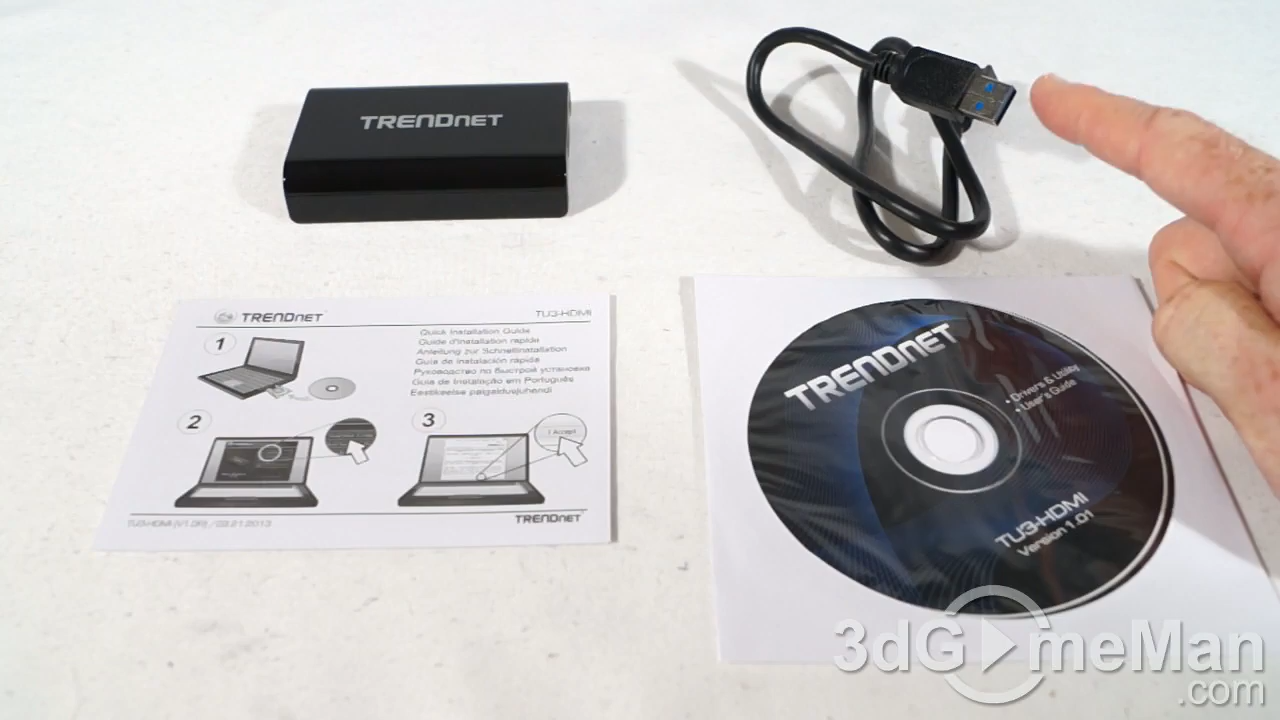 TRENDNET
TRENDNET
TU3-HDMI
1
Quick Installation Guide
Guide d'installation rapide
Anleitung zur Schnellinstallation
Guía de instalación rápida
Руководство по быстрой установке
Guia de Instalação em Português
Eestikeelse paigaldusjuhendi
2
3
I Accept
TU3-HDMI (V1.0R) / 03.21.2013
TRENDNET
TRENDNET
• Drivers & Utility
• User's Guide
TU3-HDMI
Version 1.01
3dGameMan
.com